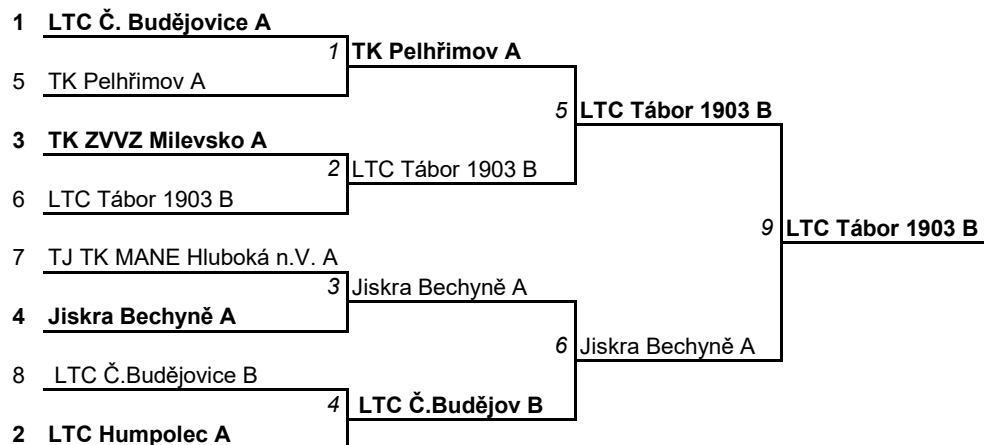 1 LTC Č. Budějovice A
1 TK Pelhřimov A
5 TK Pelhřimov A
5 LTC Tábor 1903 B
3 TK ZVVZ Milevsko A
2 LTC Tábor 1903 B
6 LTC Tábor 1903 B
9 LTC Tábor 1903 B
7 TJ TK MANE Hluboká n.V. A
3 Jiskra Bechyně A
4 Jiskra Bechyně A
6 Jiskra Bechyně A
8 LTC Č.Budějovice B
4 LTC Č.Budějov B
2 LTC Humpolec A